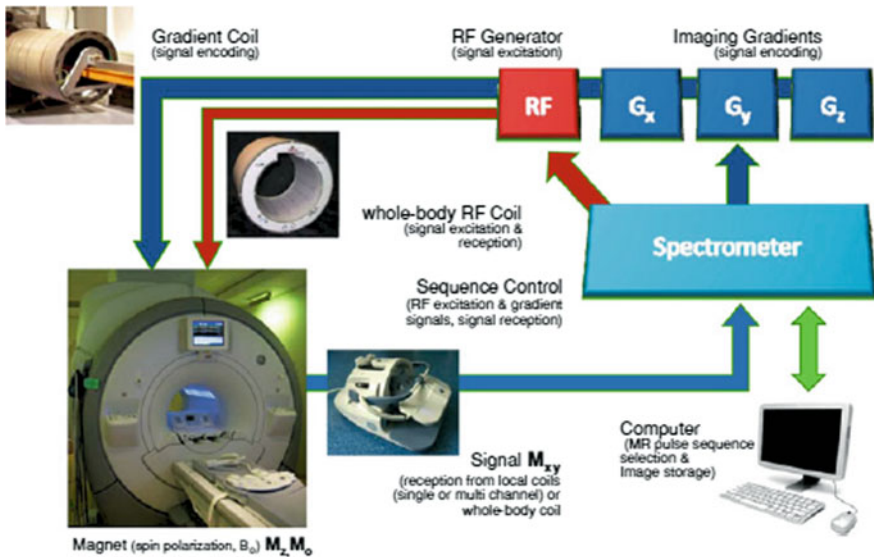 Gradient Coil
(signal encoding)
RF Generator
(signal excitation)
Imaging Gradients
(signal encoding)
RF
Gx
Gy
Gz
whole-body RF Coil
(signal excitation &
reception)
Spectrometer
Sequence Control
(RF excitation & gradient
signals, signal reception)
Computer
(MR pulse sequence
selection &
Image storage)
Signal Mxy
(reception from local coils
(single or multi channel) or
whole-body coil
Magnet (spin polarization, Bo) Mz, Mo